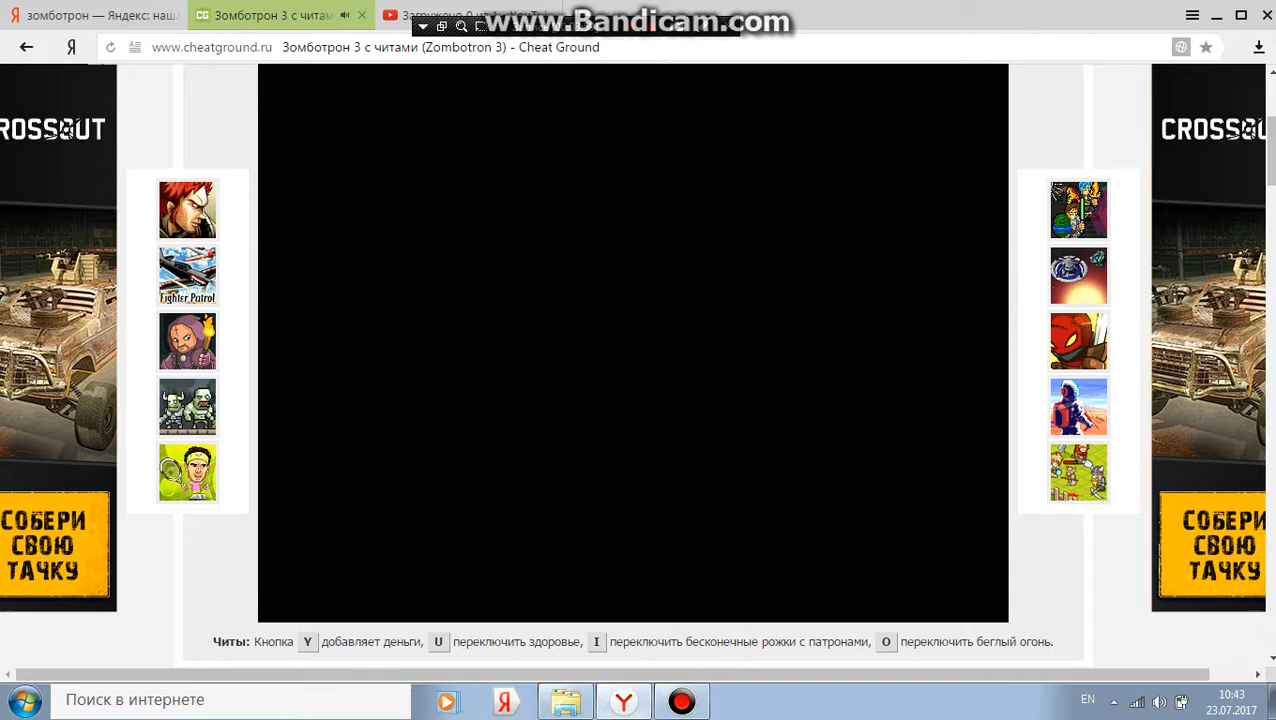 www.Bandicam.com
зомботрон — Яндекс: наш
Зомботрон 3 с читам
www.cheatground.ru Зомботрон 3 с читами (Zombotron 3) - Cheat Ground
ROSSOUT
CROSSOU
Fighter Patrol
СОБЕРИ
СВОЮ
ТАЧКУ
СОБЕРИ
СВОЮ
ТАЧКУ
Читы: Кнопка Y добавляет деньги, U переключить здоровье, I переключить бесконечные рожки с патронами, O переключить беглый огонь.
Поиск в интернете
EN
10:43
23.07.2017